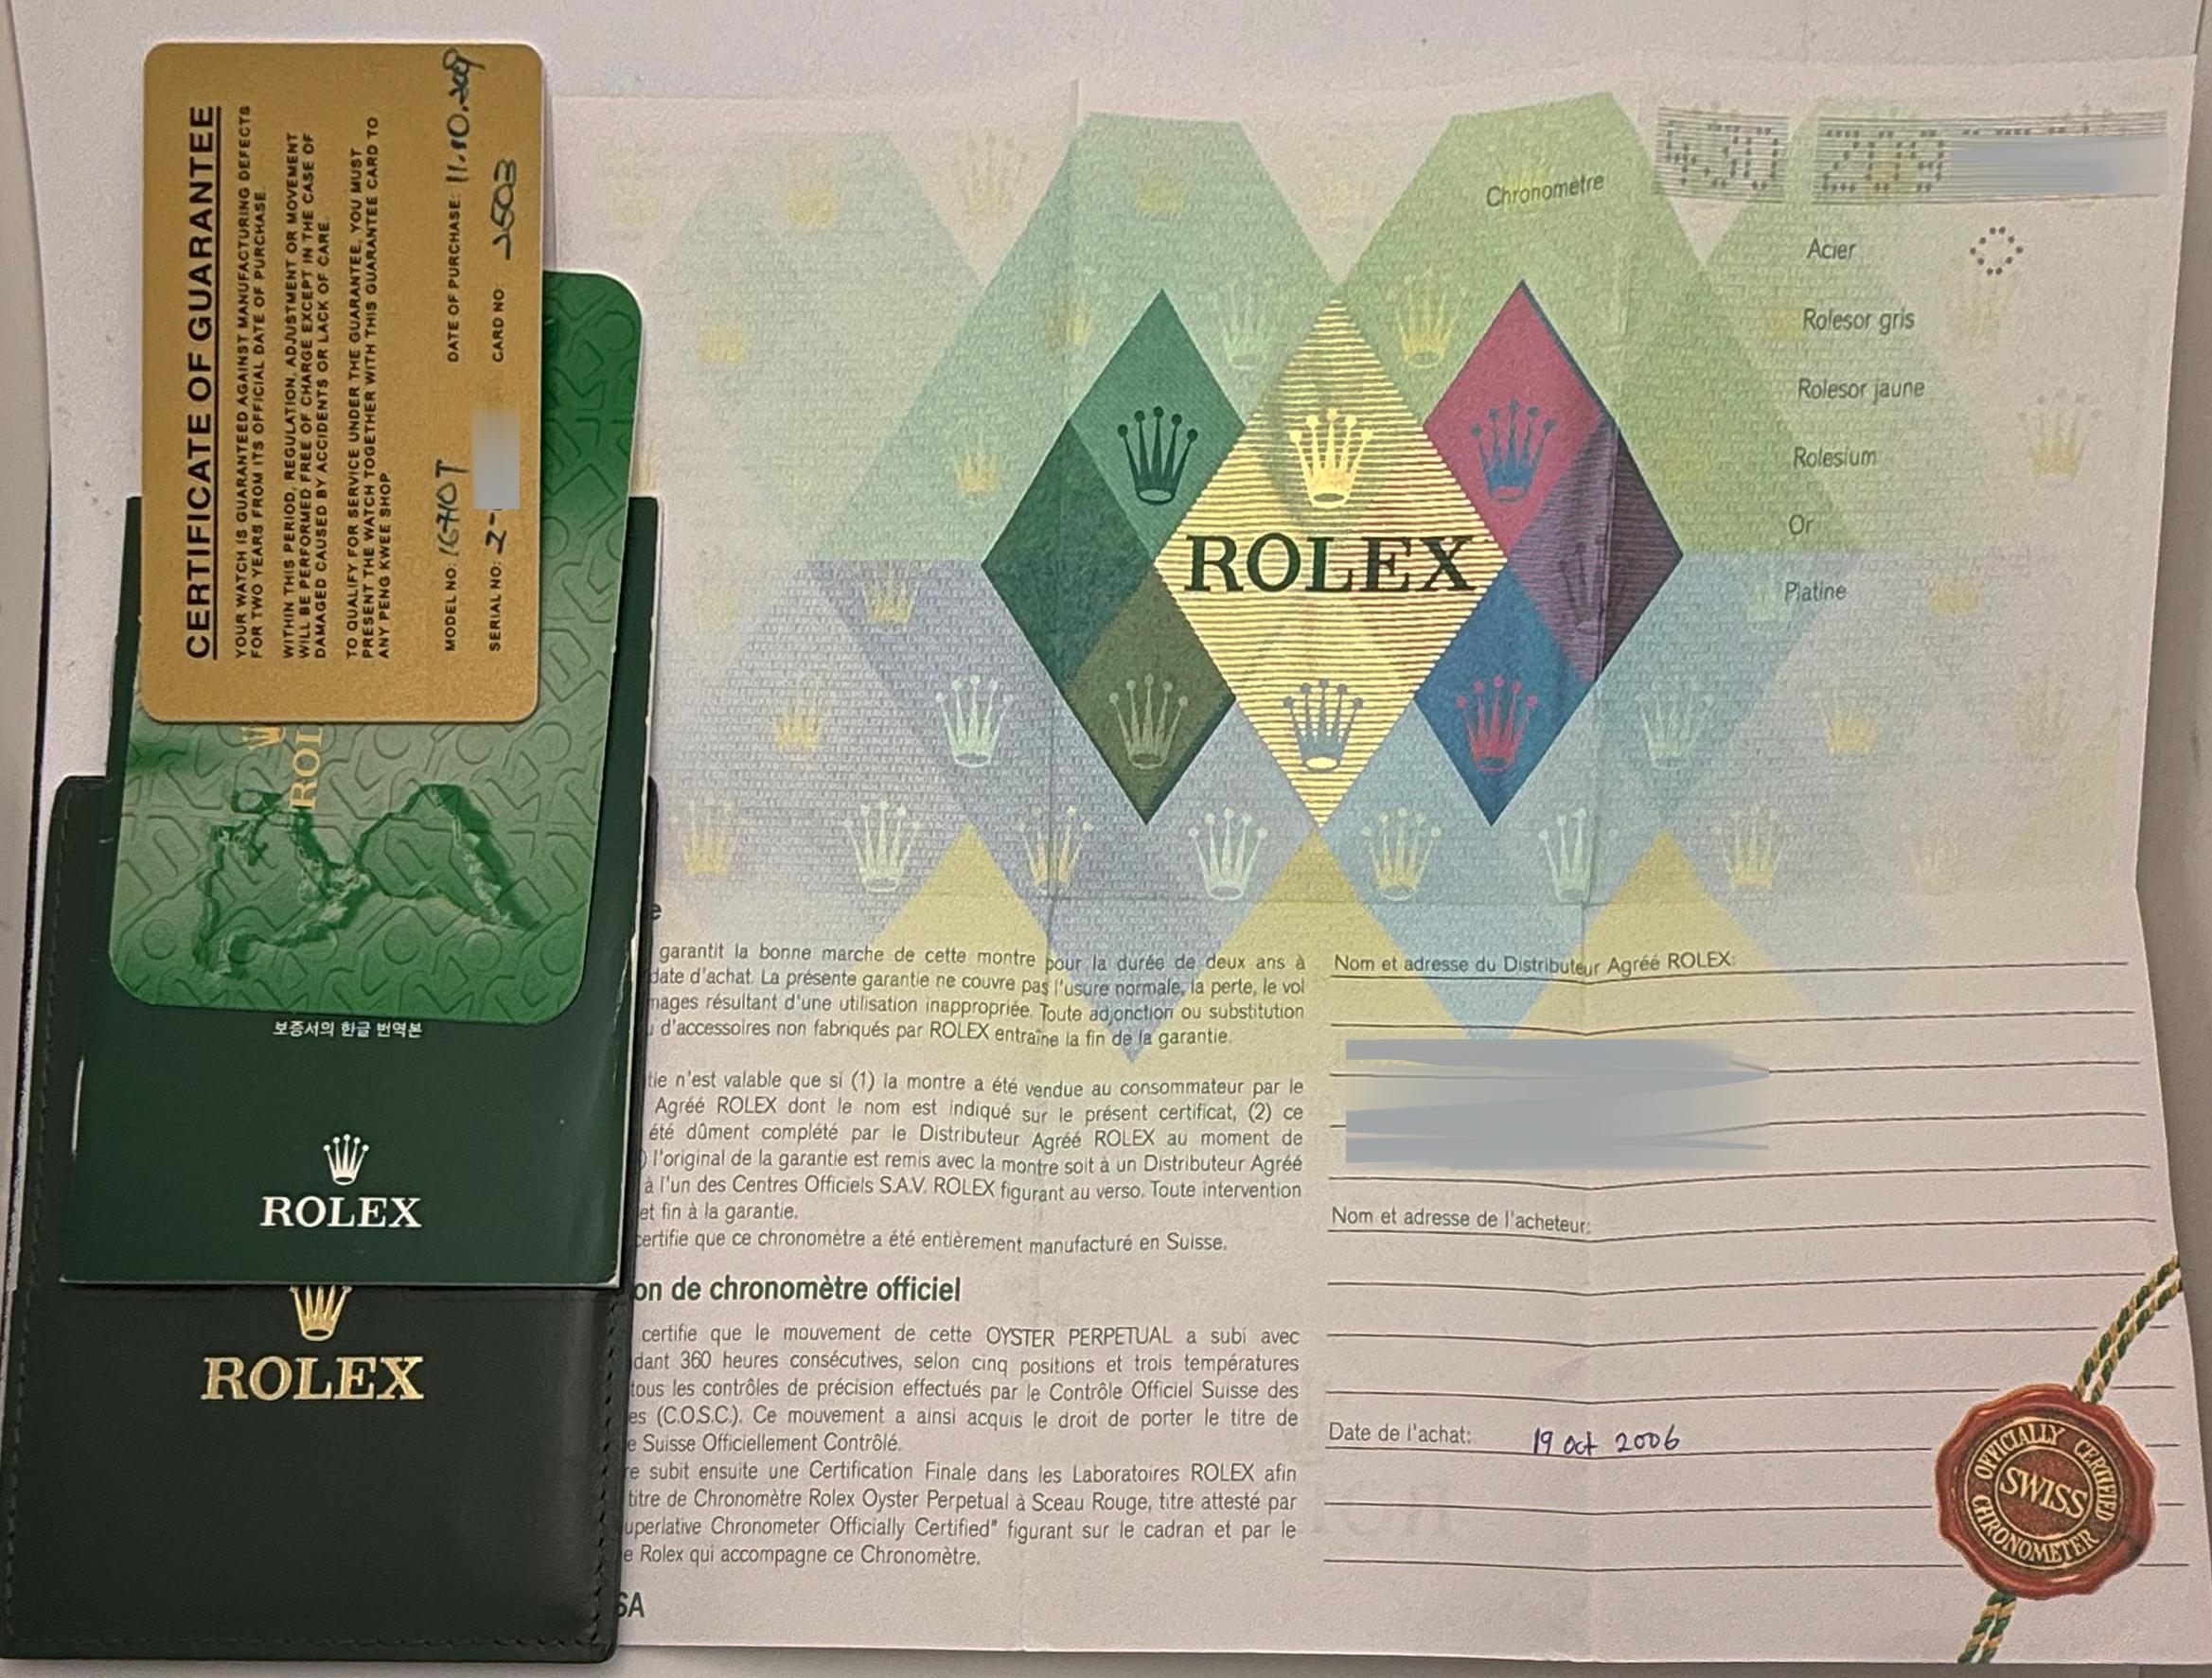 CERTIFICATE OF GUARANTEE
YOUR WATCH IS GUARANTEED AGAINST MANUFACTURING DEFECTS
FOR TWO YEARS FROM ITS OFFICIAL DATE OF PURCHASE
WITHIN THIS PERIOD, REGULATION, ADJUSTMENT OR MOVEMENT
WILL BE PERFORMED FREE OF CHARGE EXCEPT IN THE CASE OF
DAMAGED CAUSED BY ACCIDENTS OR LACK OF CARE.
TO QUALIFY FOR SERVICE UNDER THE GUARANTEE, YOU MUST
PRESENT THE WATCH TOGETHER WITH THIS GUARANTEE CARD TO
ANY PENG KWEE SHOP
MODEL NO: 16710T DATE OF PURCHASE: 11.10.2009
SERIAL NO: Z- CARD NO: 2503
ROL
보증서의 한글 번역본
ROLEX
ROLEX
Chronomètre
430
Acier
Rolesor gris
Rolesor jaune
Rolesium
Or
Platine
ROLEX
e
garantit la bonne marche de cette montre pour la durée de deux ans à
date d'achat. La présente garantie ne couvre pas l'usure normale, la perte, le vol
mages résultant d'une utilisation inappropriée. Toute adjonction ou substitution
d'accessoires non fabriqués par ROLEX entraîne la fin de la garantie.
tie n'est valable que si (1) la montre a été vendue au consommateur par le
Agréé ROLEX dont le nom est indiqué sur le présent certificat, (2) ce
été dûment complété par le Distributeur Agréé ROLEX au moment de
) l'original de la garantie est remis avec la montre soit à un Distributeur Agréé
à l'un des Centres Officiels S.A.V. ROLEX figurant au verso. Toute intervention
et fin à la garantie.
certifie que ce chronomètre a été entièrement manufacturé en Suisse.
on de chronomètre officiel
certifie que le mouvement de cette OYSTER PERPETUAL a subi avec
dant 360 heures consécutives, selon cinq positions et trois températures
tous les contrôles de précision effectués par le Contrôle Officiel Suisse des
es (C.O.S.C.). Ce mouvement a ainsi acquis le droit de porter le titre de
e Suisse Officiellement Contrôlé.
re subit ensuite une Certification Finale dans les Laboratoires ROLEX afin
titre de Chronomètre Rolex Oyster Perpetual à Sceau Rouge, titre attesté par
uperlative Chronometer Officially Certified" figurant sur le cadran et par le
e Rolex qui accompagne ce Chronomètre.
SA
Nom et adresse du Distributeur Agréé ROLEX:
Nom et adresse de l'acheteur:
Date de l'achat: 19 oct 2006
OFFICIALLY CERTIFIED
SWISS
CHRONOMETER